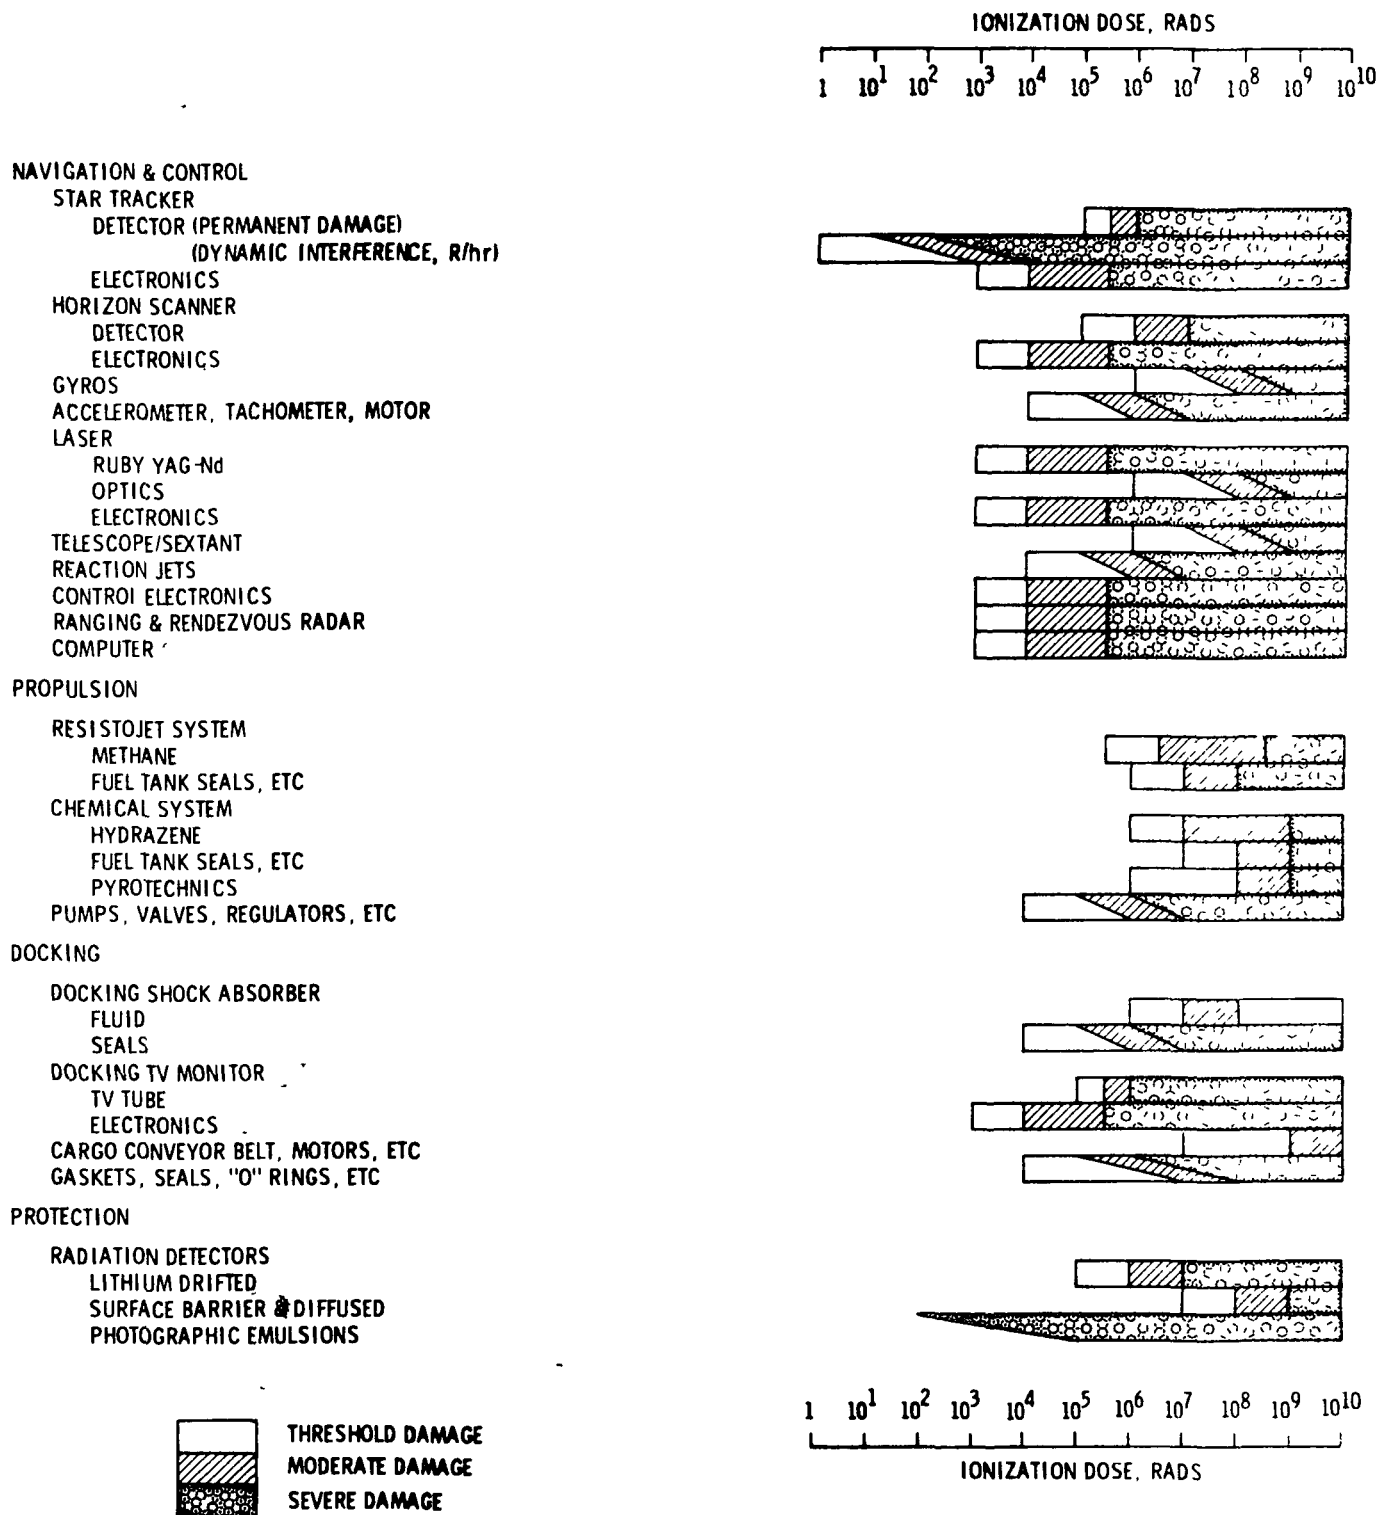 IONIZATION DOSE, RADS
1 10¹ 10² 10³ 10⁴ 10⁵ 10⁶ 10⁷ 10⁸ 10⁹ 10¹⁰
NAVIGATION & CONTROL
STAR TRACKER
DETECTOR (PERMANENT DAMAGE)
(DYNAMIC INTERFERENCE, R/hr)
ELECTRONICS
HORIZON SCANNER
DETECTOR
ELECTRONICS
GYROS
ACCELEROMETER, TACHOMETER, MOTOR
LASER
RUBY YAG-Nd
OPTICS
ELECTRONICS
TELESCOPE/SEXTANT
REACTION JETS
CONTROI ELECTRONICS
RANGING & RENDEZVOUS RADAR
COMPUTER
PROPULSION
RESISTOJET SYSTEM
METHANE
FUEL TANK SEALS, ETC
CHEMICAL SYSTEM
HYDRAZENE
FUEL TANK SEALS, ETC
PYROTECHNICS
PUMPS, VALVES, REGULATORS, ETC
DOCKING
DOCKING SHOCK ABSORBER
FLUID
SEALS
DOCKING TV MONITOR
TV TUBE
ELECTRONICS
CARGO CONVEYOR BELT, MOTORS, ETC
GASKETS, SEALS, "O" RINGS, ETC
PROTECTION
RADIATION DETECTORS
LITHIUM DRIFTED
SURFACE BARRIER & DIFFUSED
PHOTOGRAPHIC EMULSIONS
1 10¹ 10² 10³ 10⁴ 10⁵ 10⁶ 10⁷ 10⁸ 10⁹ 10¹⁰
IONIZATION DOSE, RADS
THRESHOLD DAMAGE
MODERATE DAMAGE
SEVERE DAMAGE